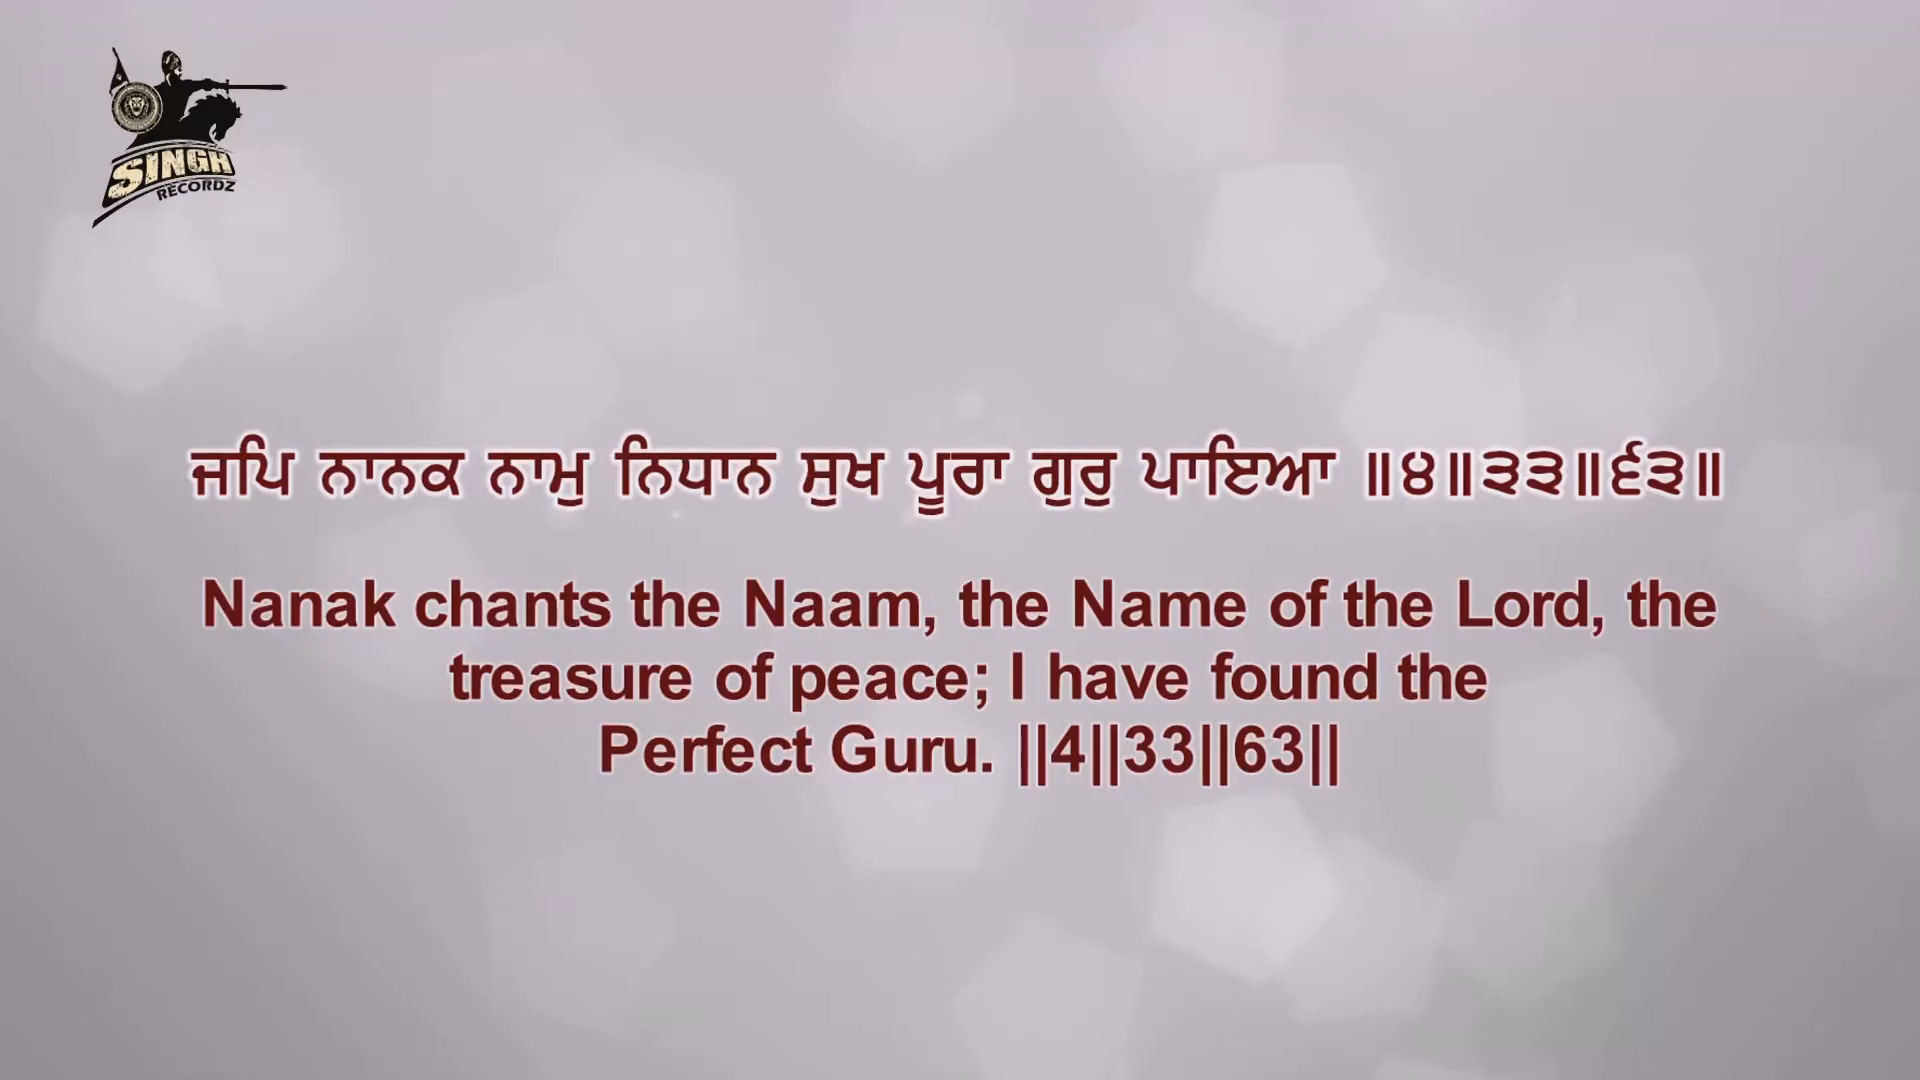 SINGH
RECORDZ
ਜਪਿ ਨਾਨਕ ਨਾਮੁ ਨਿਧਾਨ ਸੁਖ ਪੂਰਾ ਗੁਰੁ ਪਾਇਆ ॥੪॥੩੩॥੬੩॥
Nanak chants the Naam, the Name of the Lord, the
treasure of peace; I have found the
Perfect Guru. ||4||33||63||